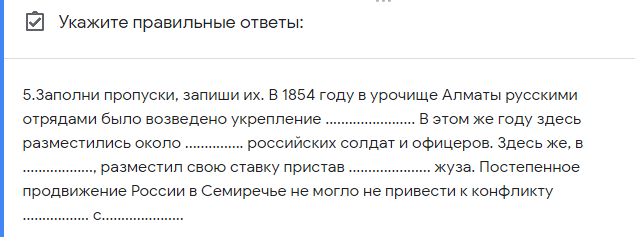 Укажите правильные ответы:
5.Заполни пропуски, запиши их. В 1854 году в урочище Алматы русскими
отрядами было возведено укрепление ...................... В этом же году здесь
разместились около ............... российских солдат и офицеров. Здесь же, в
.................., разместил свою ставку пристав ..................... жуза. Постепенное
продвижение России в Семиречье не могло не привести к конфликту
................. с.....................